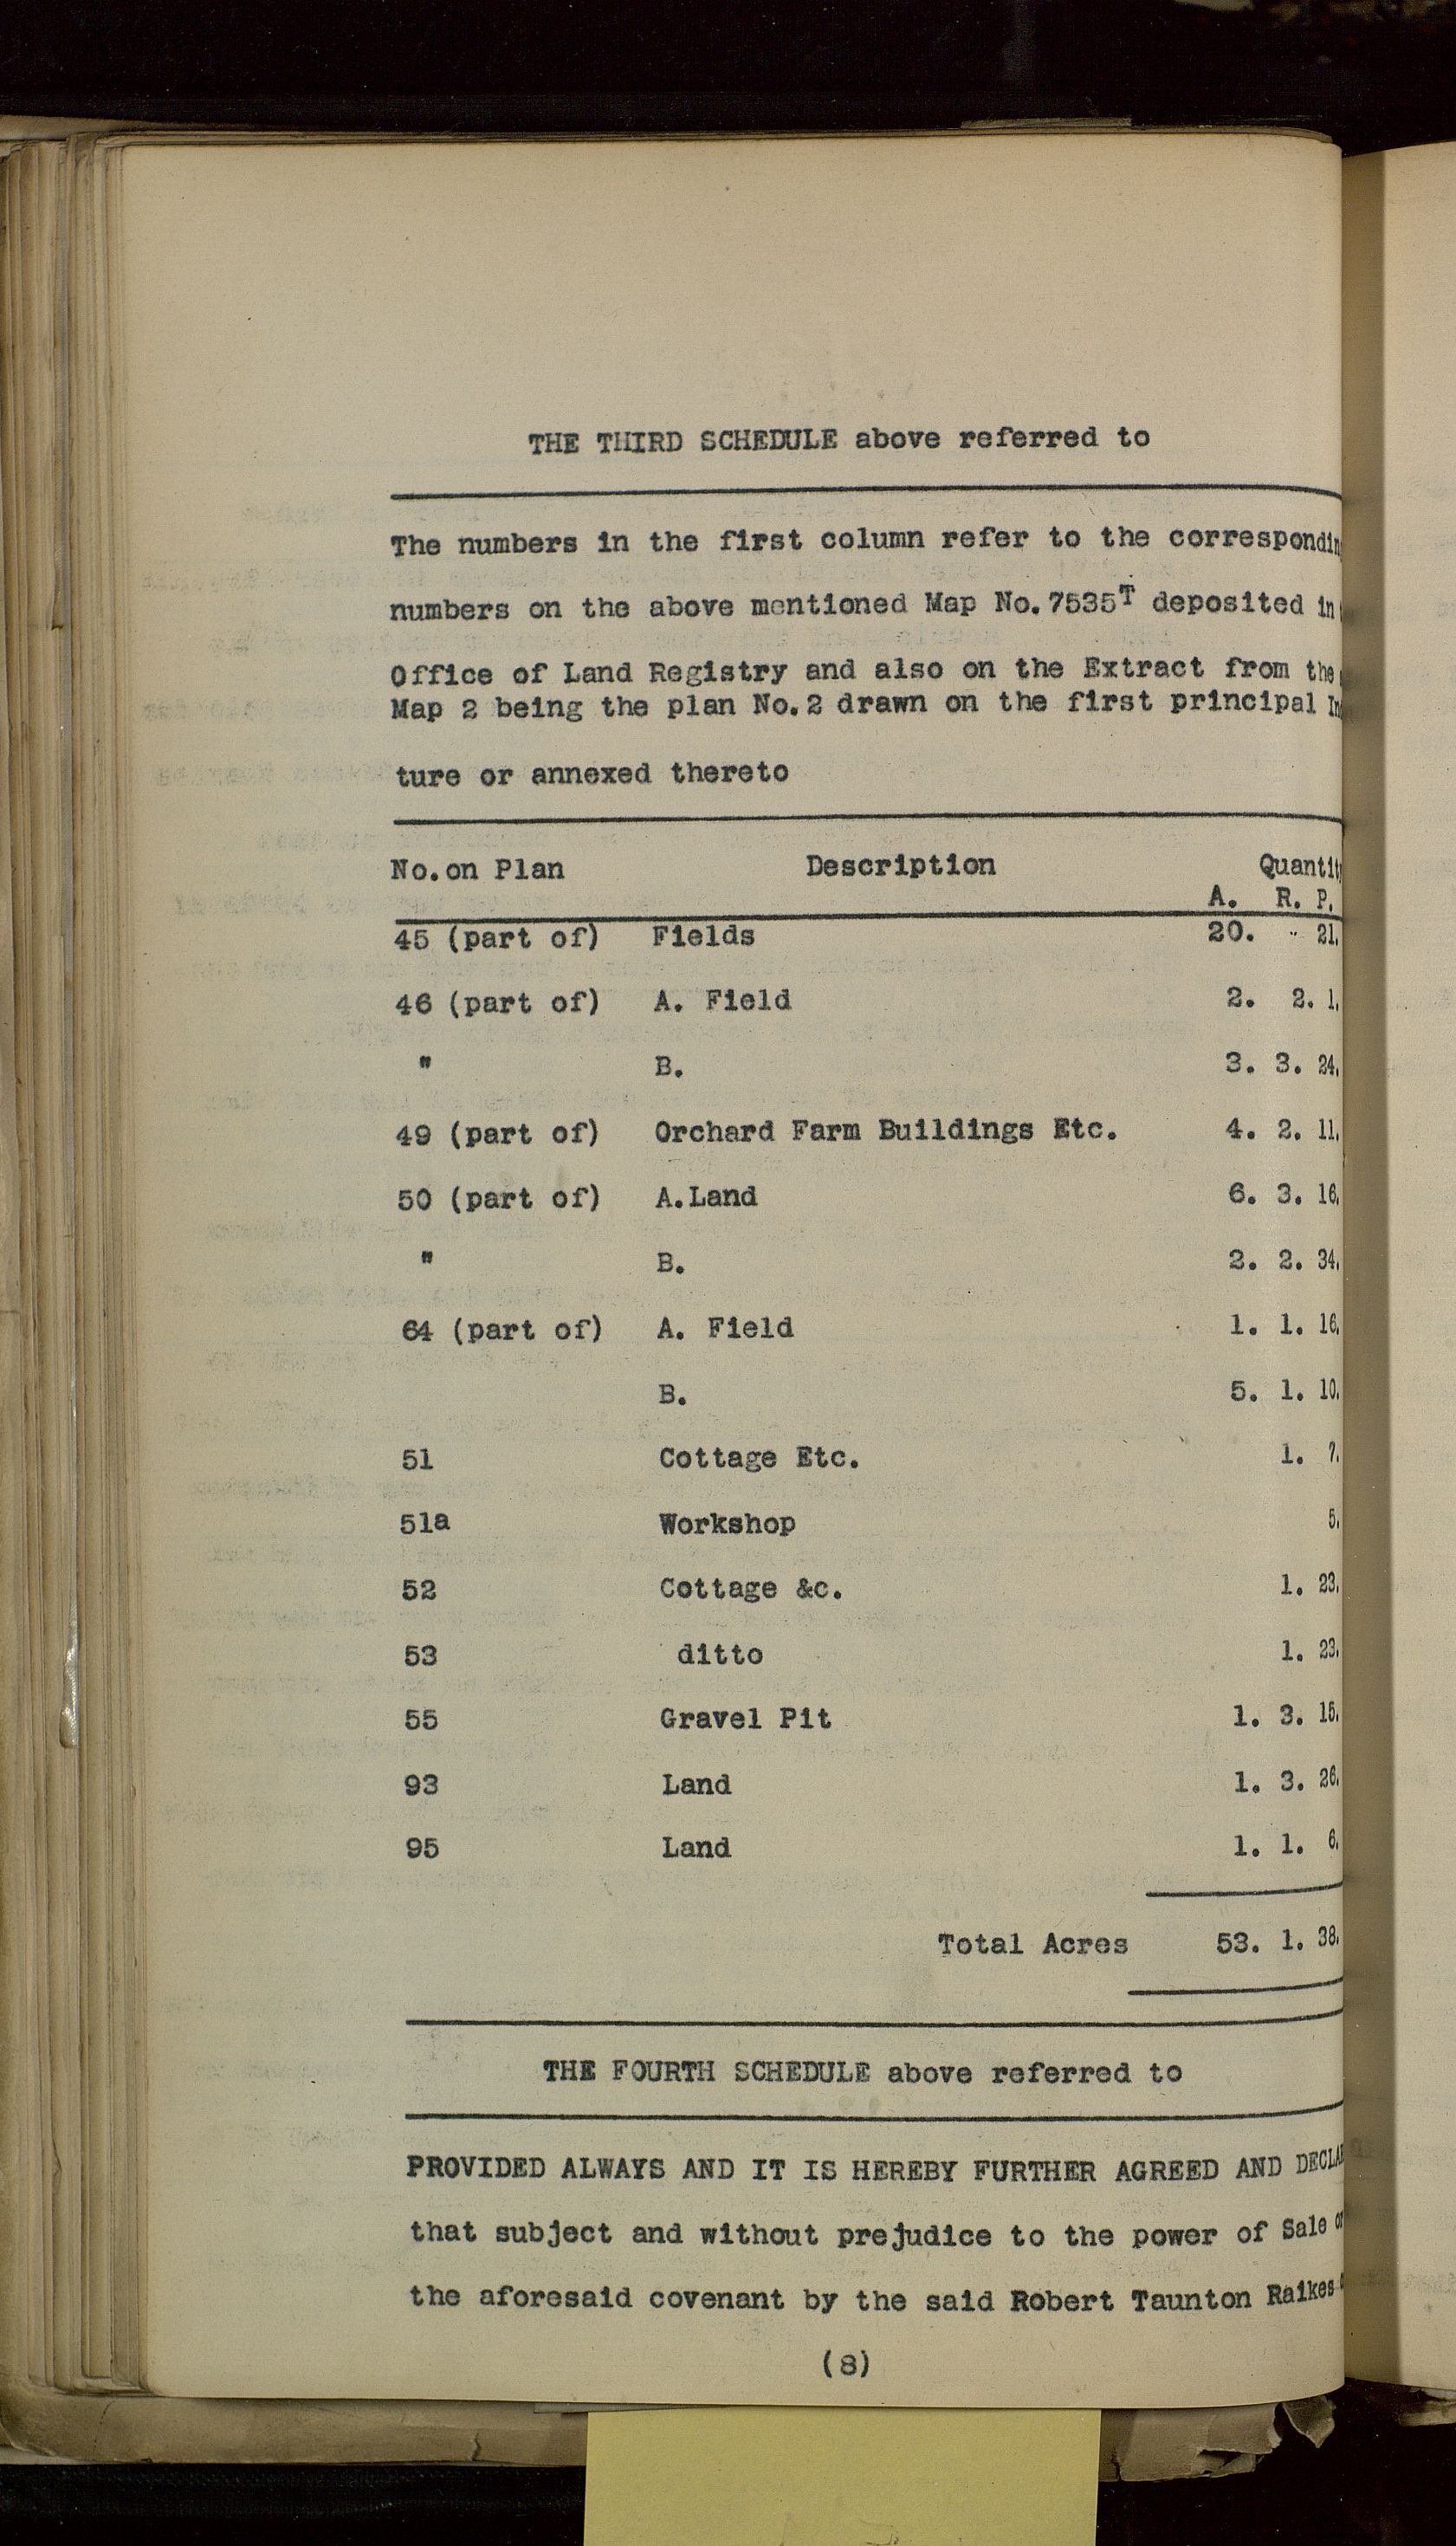 THE THIRD SCHEDULE above referred to
The numbers in the first column refer to the correspondin
numbers on the above mentioned Map No.7535T deposited in
Office of Land Registry and also on the Extract from the
Map 2 being the plan No.2 drawn on the first principal In
ture or annexed thereto
No.on Plan Description Quantit
A. R. P.
45 (part of) Fields 20. " 21.
46 (part of) A. Field 2. 2. 1.
" B. 3. 3. 24.
49 (part of) Orchard Farm Buildings Etc. 4. 2. 11.
50 (part of) A.Land 6. 3. 16.
" B. 2. 2. 34.
64 (part of) A. Field 1. 1. 16.
B. 5. 1. 10.
51 Cottage Etc. 1. 7.
51a Workshop 5.
52 Cottage &c. 1. 23.
53 ditto 1. 23.
55 Gravel Pit 1. 3. 15.
93 Land 1. 3. 26.
95 Land 1. 1. 6.
Total Acres 53. 1. 38.
THE FOURTH SCHEDULE above referred to
PROVIDED ALWAYS AND IT IS HEREBY FURTHER AGREED AND DECLA
that subject and without prejudice to the power of Sale or
the aforesaid covenant by the said Robert Taunton Raikes
(8)